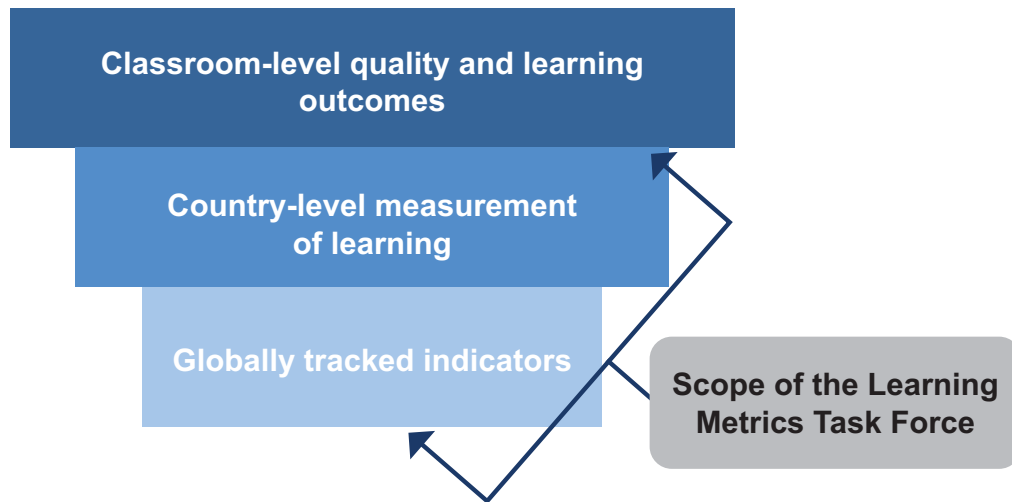 Classroom-level quality and learning
outcomes
Country-level measurement
of learning
Globally tracked indicators
Scope of the Learning
Metrics Task Force